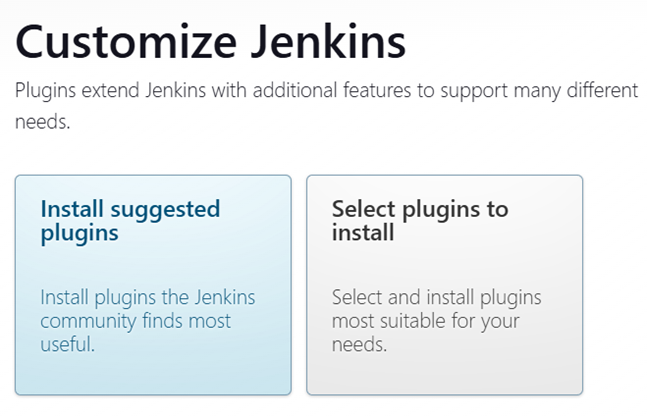 Customize Jenkins
Plugins extend Jenkins with additional features to support many different
needs.
Install suggested
plugins
Install plugins the Jenkins
community finds most
useful.
Select plugins to
install
Select and install plugins
most suitable for your
needs.